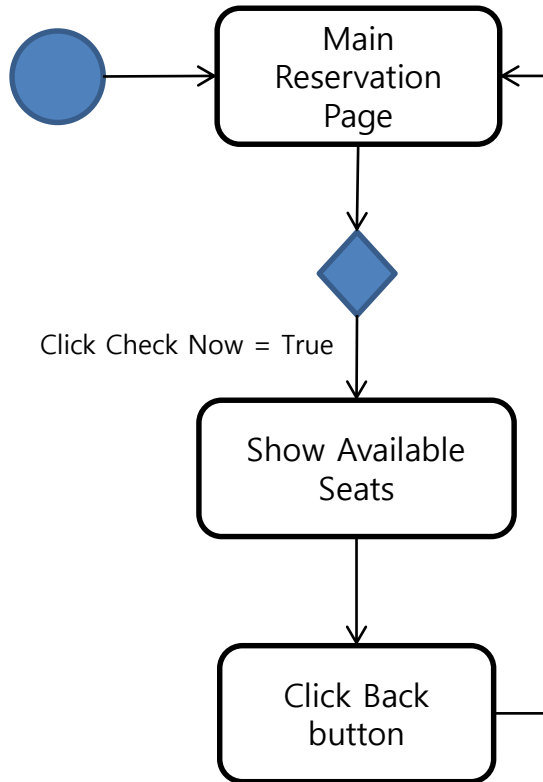 Main
Reservation
Page
Click Check Now = True
Show Available
Seats
Click Back
button